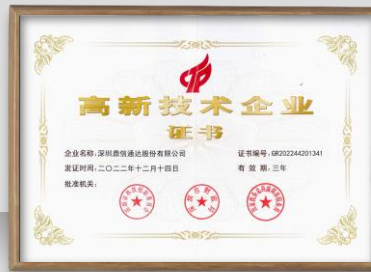 高新技术企业
证书
企业名称:深圳鼎信通达股份有限公司
证书编号:GR202244201341
发证时间:二〇二二年十二月十四日
有 效 期:三年
批准机关: